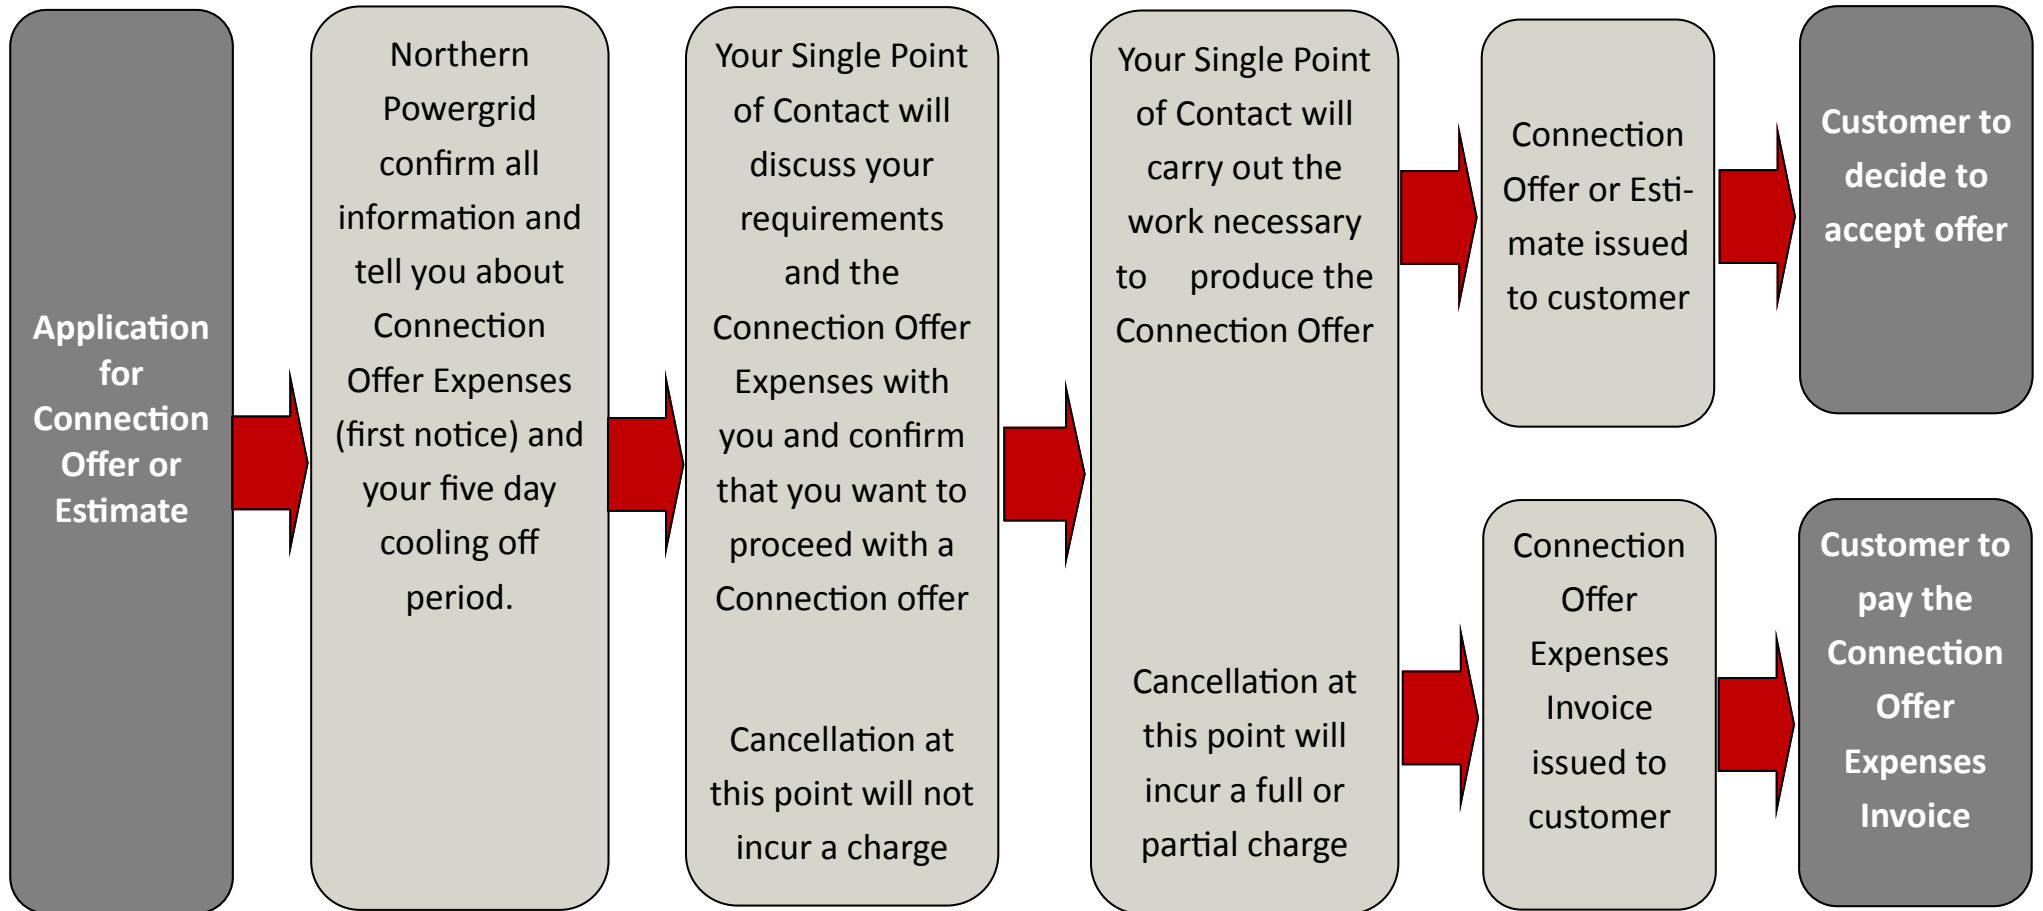 Application
for
Connection
Offer or
Estimate
Northern
Powergrid
confirm all
information and
tell you about
Connection
Offer Expenses
(first notice) and
your five day
cooling off
period.
Your Single Point
of Contact will
discuss your
requirements
and the
Connection Offer
Expenses with
you and confirm
that you want to
proceed with a
Connection offer
Cancellation at
this point will not
incur a charge
Your Single Point
of Contact will
carry out the
work necessary
to produce the
Connection Offer
Cancellation at
this point will
incur a full or
partial charge
Connection
Offer or Esti-
mate issued
to customer
Customer to
decide to
accept offer
Connection
Offer
Expenses
Invoice
issued to
customer
Customer to
pay the
Connection
Offer
Expenses
Invoice